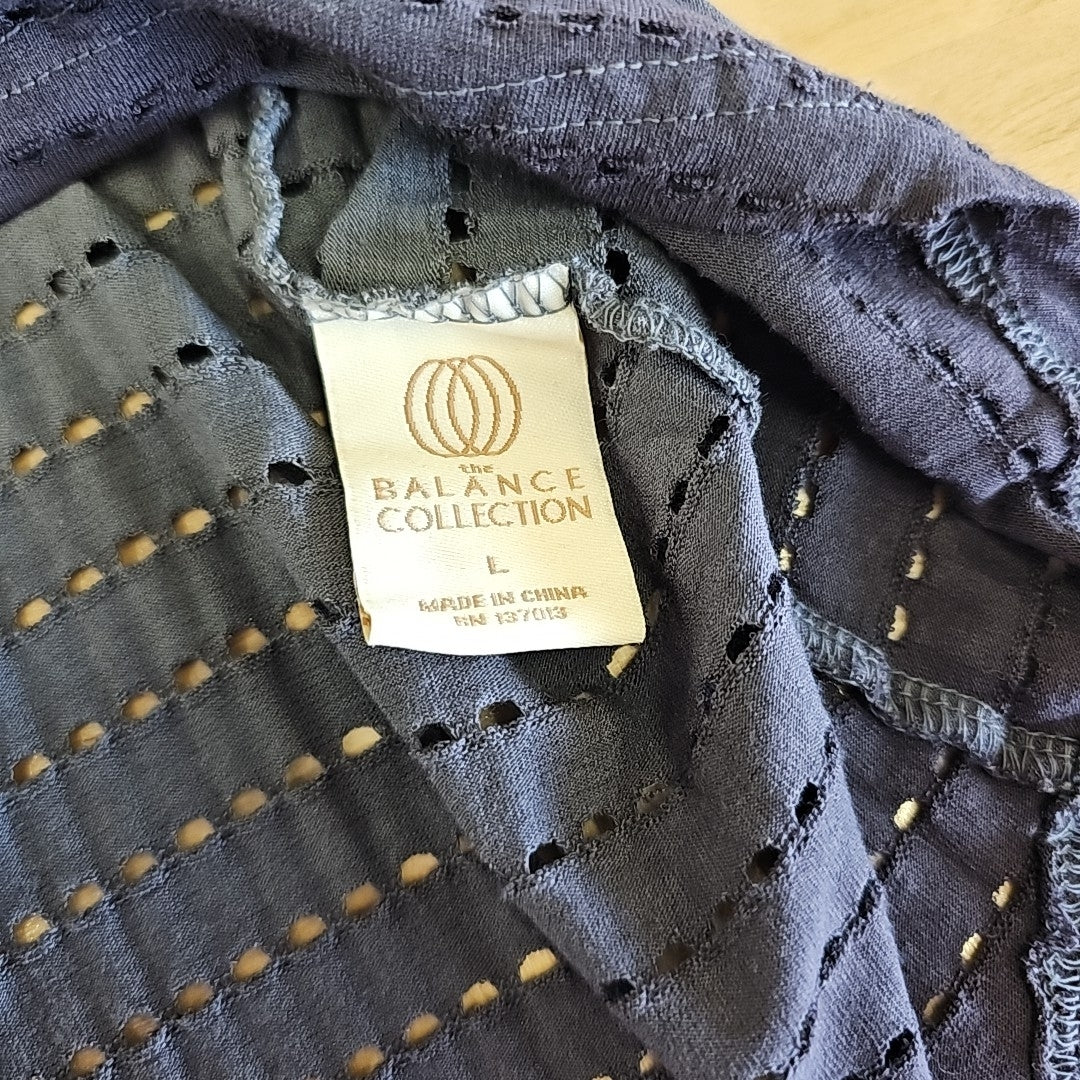 the
BALANCE
COLLECTION
L
MADE IN CHINA
RN 137013